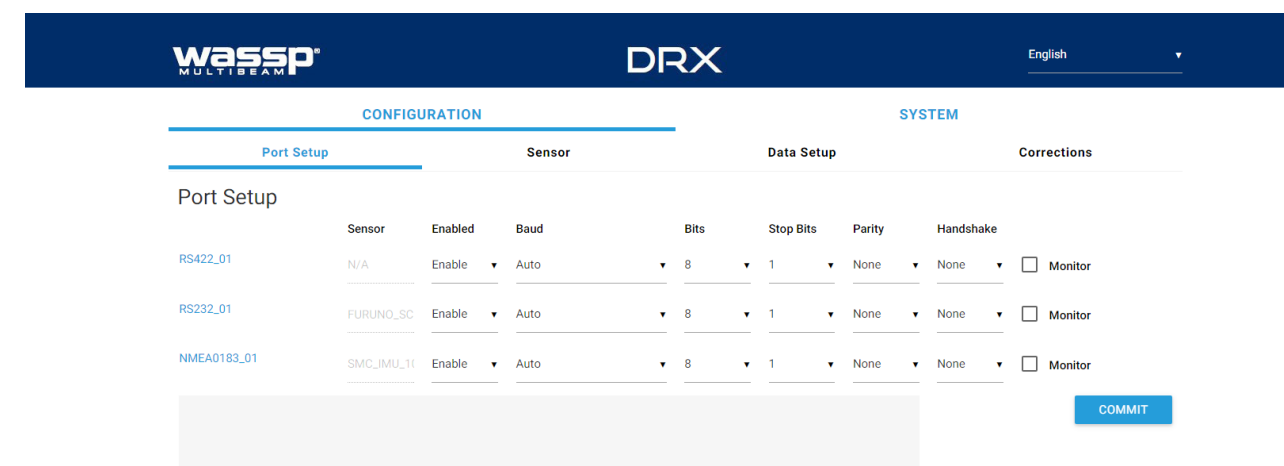 wassp®
MULTIBEAM
DRX
English
CONFIGURATION SYSTEM
Port Setup Sensor Data Setup Corrections
Port Setup
Sensor Enabled Baud Bits Stop Bits Parity Handshake
RS422_01 N/A Enable Auto 8 1 None None Monitor
RS232_01 FURUNO_SC Enable Auto 8 1 None None Monitor
NMEA0183_01 SMC_IMU_1 Enable Auto 8 1 None None Monitor
COMMIT